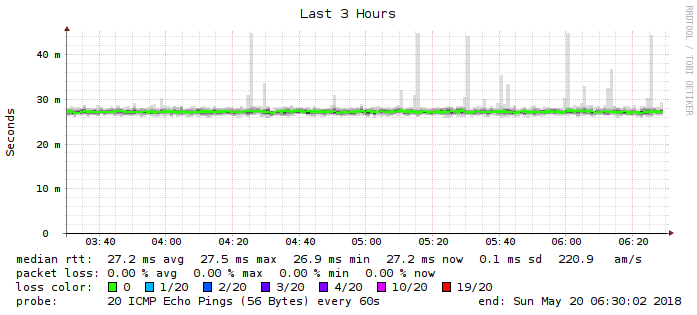 Last 3 Hours
RRDTOOL / TOBI OETIKER
Seconds
40 m
30 m
20 m
10 m
0
03:40 04:00 04:20 04:40 05:00 05:20 05:40 06:00 06:20
median rtt: 27.2 ms avg 27.5 ms max 26.9 ms min 27.2 ms now 0.1 ms sd 220.9 am/s
packet loss: 0.00 % avg 0.00 % max 0.00 % min 0.00 % now
loss color: 0 1/20 2/20 3/20 4/20 10/20 19/20
probe: 20 ICMP Echo Pings (56 Bytes) every 60s end: Sun May 20 06:30:02 2018